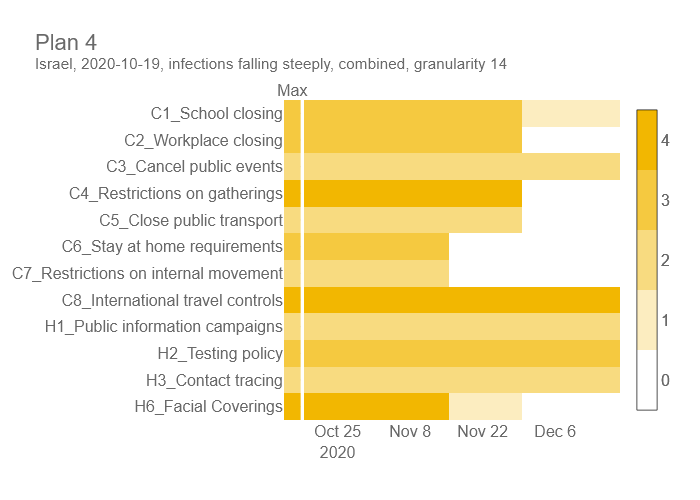 Plan 4
Israel, 2020-10-19, infections falling steeply, combined, granularity 14
Max
C1_School closing
C2_Workplace closing
C3_Cancel public events
C4_Restrictions on gatherings
C5_Close public transport
C6_Stay at home requirements
C7_Restrictions on internal movement
C8_International travel controls
H1_Public information campaigns
H2_Testing policy
H3_Contact tracing
H6_Facial Coverings
4
3
2
1
0
Oct 25 Nov 8 Nov 22 Dec 6
2020